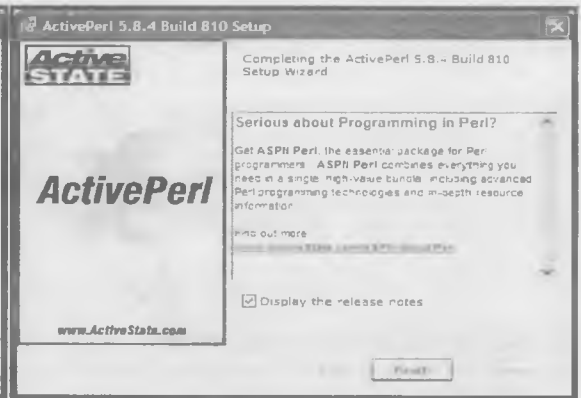 ActivePerl 5.8.4 Build 810 Setup
Active
STATE
Completing the ActivePerl 5.8.4 Build 810
Setup Wizard
Serious about Programming in Perl?
Get ASPN Perl, the essential package for Perl
programmers. ASPN Perl combines everything you
need in a single, high-value bundle, including advanced
Perl programming technologies and in-depth resource
information.
Find out more
ActivePerl
Display the release notes
www.ActiveState.com
Finish